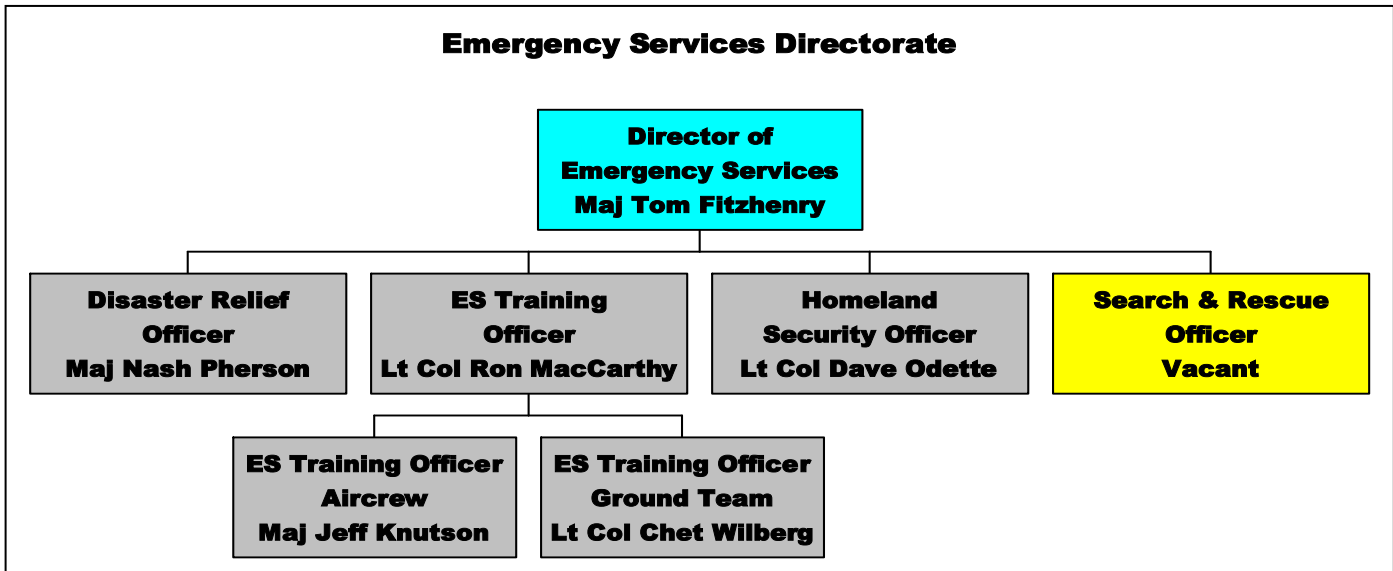 Emergency Services Directorate
Director of
Emergency Services
Maj Tom Fitzhenry
Disaster Relief
Officer
Maj Nash Pherson
ES Training
Officer
Lt Col Ron MacCarthy
Homeland
Security Officer
Lt Col Dave Odette
Search & Rescue
Officer
Vacant
ES Training Officer
Aircrew
Maj Jeff Knutson
ES Training Officer
Ground Team
Lt Col Chet Wilberg